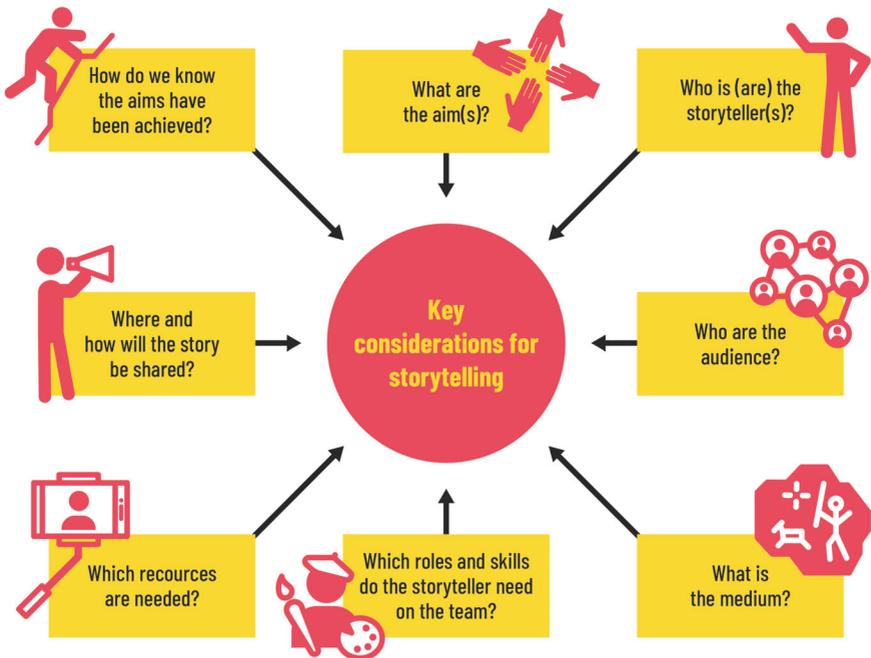 How do we know
the aims have
been achieved?
What are
the aim(s)?
Who is (are) the
storyteller(s)?
Where and
how will the story
be shared?
Key
considerations for
storytelling
Who are the
audience?
Which recources
are needed?
Which roles and skills
do the storyteller need
on the team?
What is
the medium?